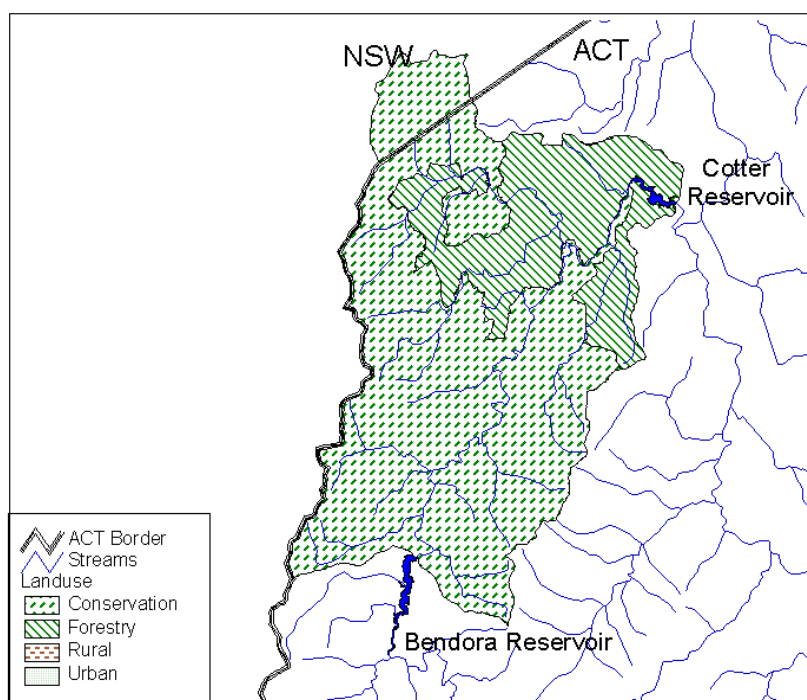 NSW
ACT
Cotter
Reservoir
ACT Border
Streams
Landuse
Conservation
Forestry
Rural
Urban
Bendora Reservoir